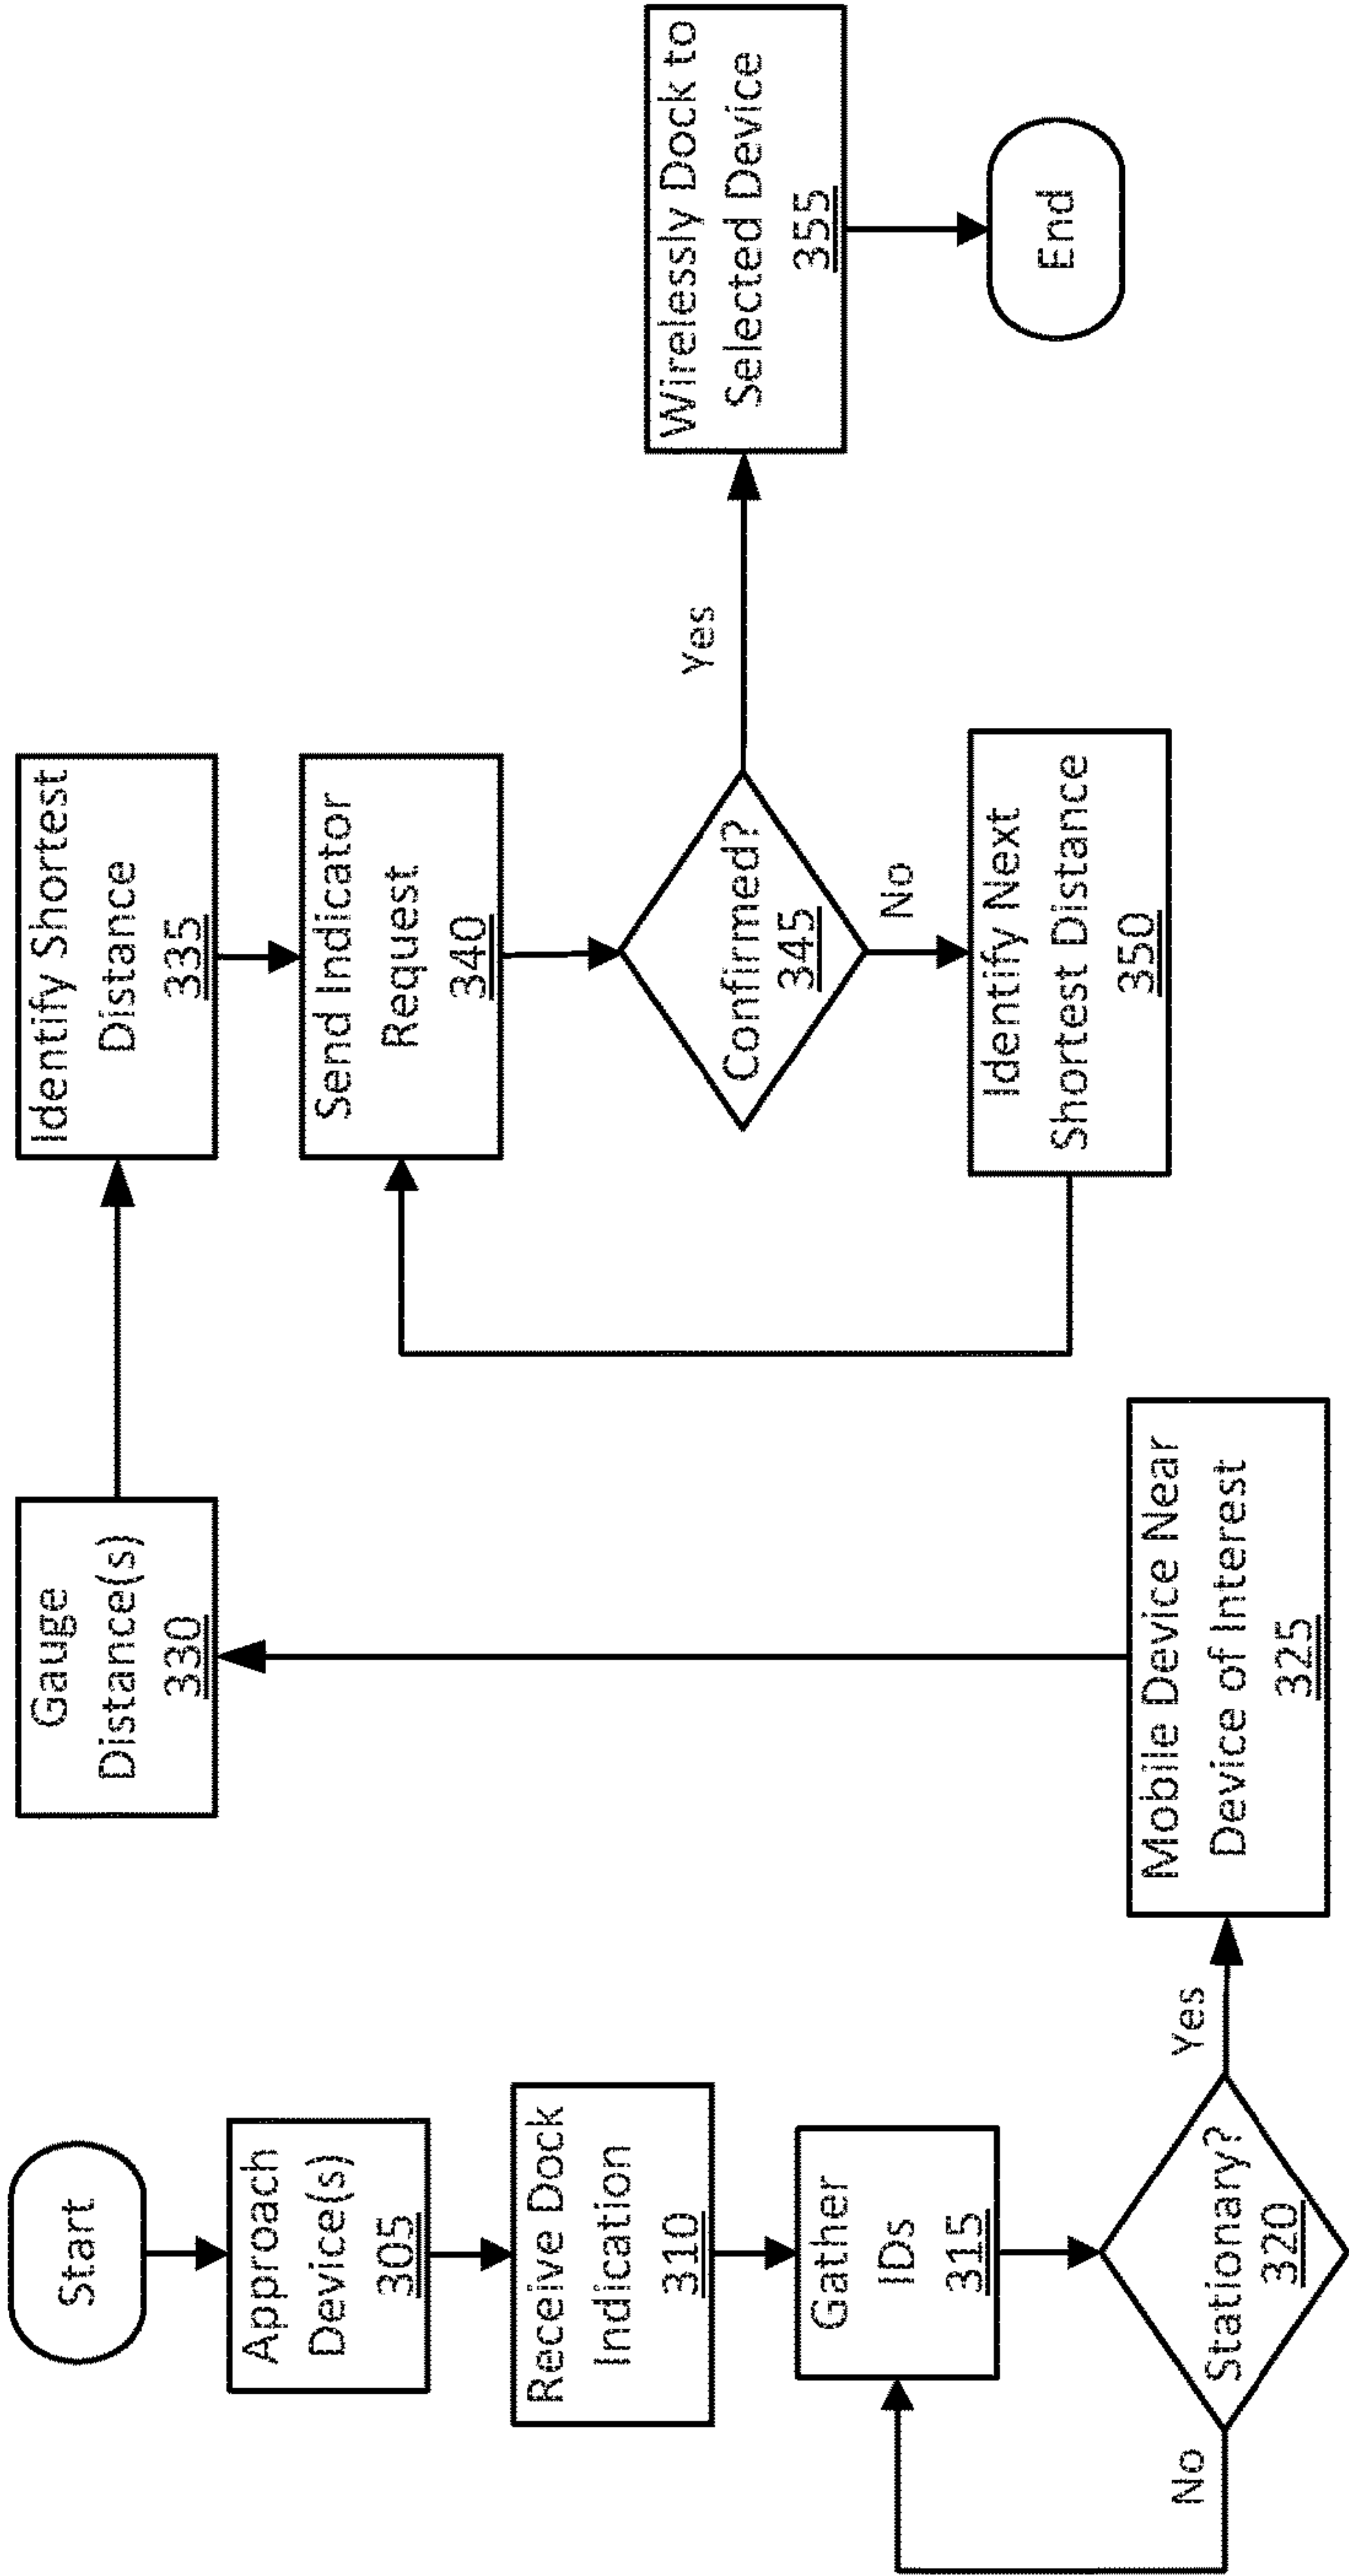 Start
Approach
Device(s)
305
Receive Dock
Indication
310
Gather
IDs
315
Stationary?
320
No
Yes
Mobile Device Near
Device of Interest
325
Gauge
Distance(s)
330
Identify Shortest
Distance
335
Send Indicator
Request
340
Confirmed?
345
No
Identify Next
Shortest Distance
350
Yes
Wirelessly Dock to
Selected Device
355
End